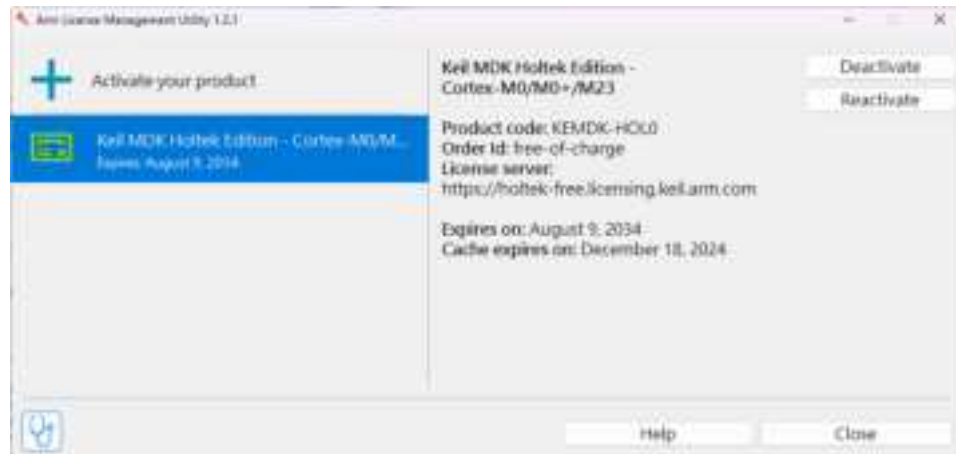 Arm License Management Utility 1.2.1
Activate your product
Keil MDK Holtek Edition - Cortex-M0/M...
Expires August 9, 2034
Keil MDK Holtek Edition -
Cortex-M0/M0+/M23
Product code: KEMDK-HOL0
Order Id: free-of-charge
License server:
https://holtek-free.licensing.keil.arm.com
Expires on: August 9, 2034
Cache expires on: December 18, 2024
Deactivate
Reactivate
Help
Close